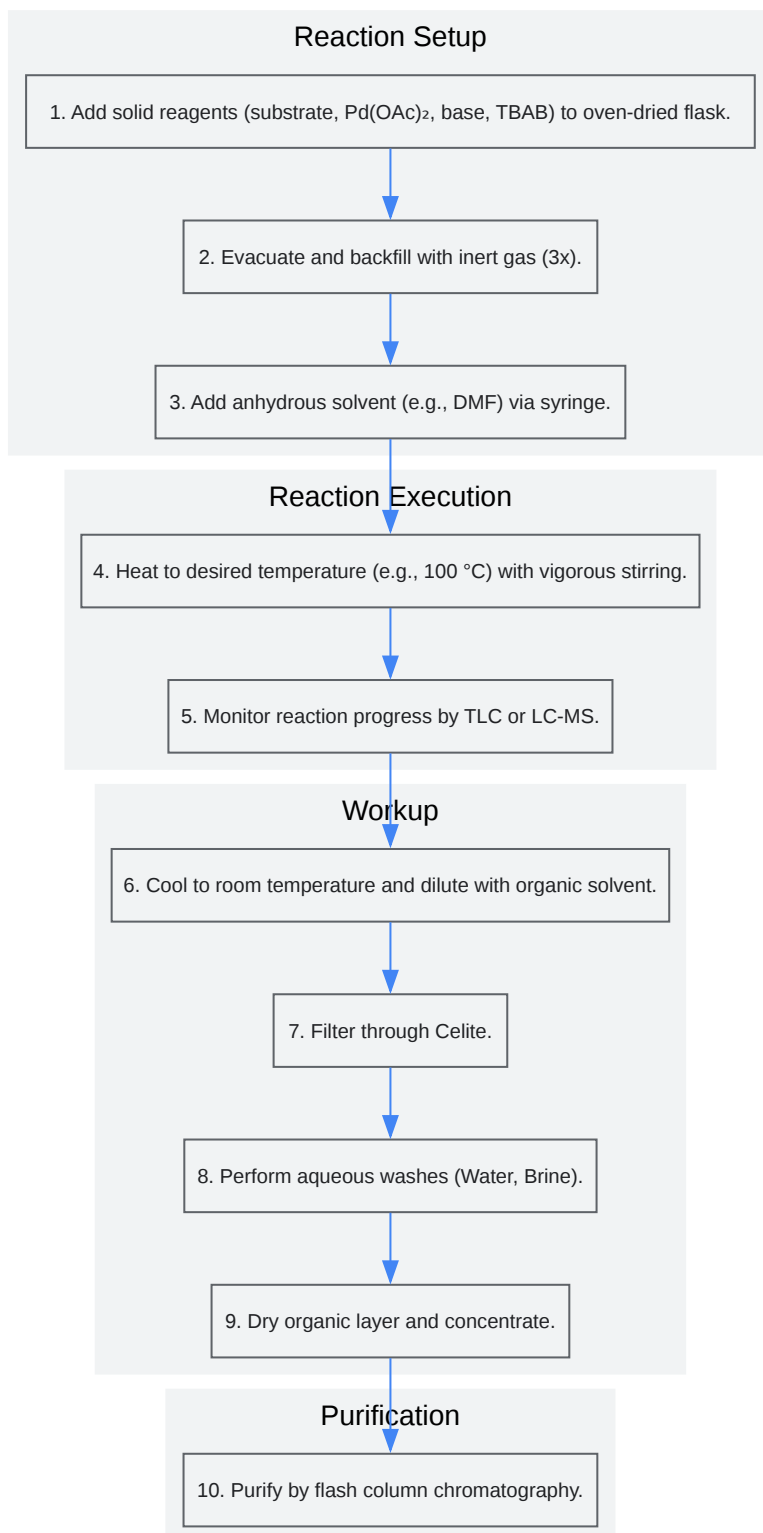 Reaction Setup
1. Add solid reagents (substrate, Pd(OAc)₂, base, TBAB) to oven-dried flask.
2. Evacuate and backfill with inert gas (3x).
3. Add anhydrous solvent (e.g., DMF) via syringe.
Reaction Execution
4. Heat to desired temperature (e.g., 100 °C) with vigorous stirring.
5. Monitor reaction progress by TLC or LC-MS.
Workup
6. Cool to room temperature and dilute with organic solvent.
7. Filter through Celite.
8. Perform aqueous washes (Water, Brine).
9. Dry organic layer and concentrate.
Purification
10. Purify by flash column chromatography.